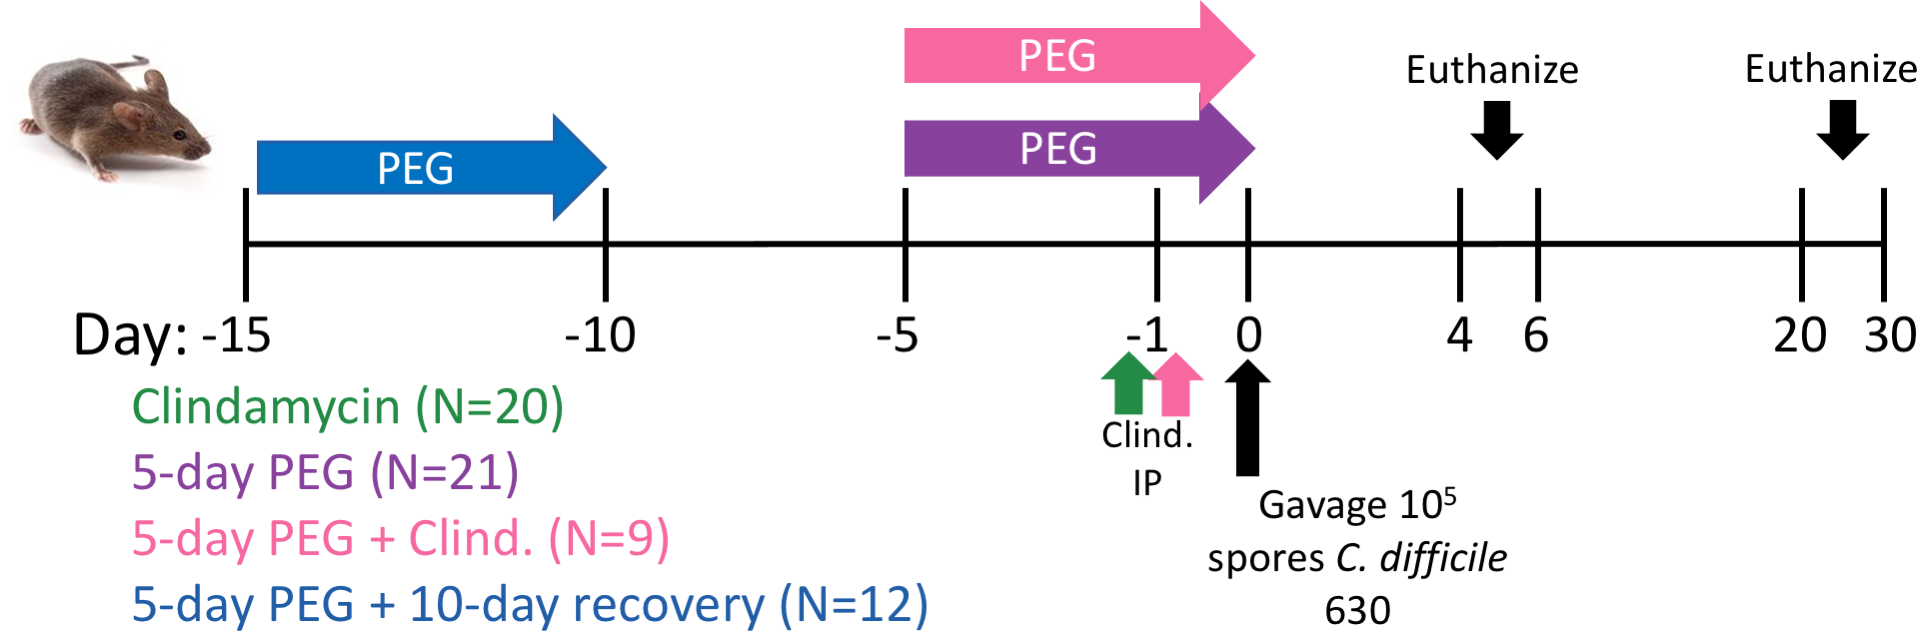 PEG
PEG
PEG
Euthanize
Euthanize
Day: -15 -10 -5 -1 0 4 6 20 30
Clindamycin (N=20)
5-day PEG (N=21)
5-day PEG + Clind. (N=9)
5-day PEG + 10-day recovery (N=12)
Clind.
IP
Gavage 10⁵
spores C. difficile
630